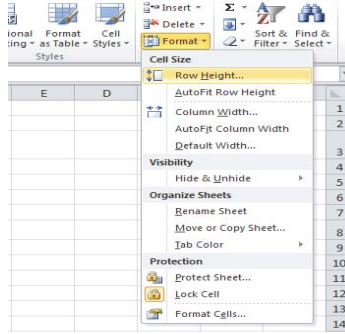 Insert
Delete
Format
ional Format Cell
ting as Table Styles
Sort & Find &
Filter Select
Styles
Cell Size
Row Height...
AutoFit Row Height
Column Width...
AutoFit Column Width
Default Width...
Visibility
Hide & Unhide
Organize Sheets
Rename Sheet
Move or Copy Sheet...
Tab Color
Protection
Protect Sheet...
Lock Cell
Format Cells...
E D
1
2
3
4
5
6
7
8
9
10
11
12
13
14